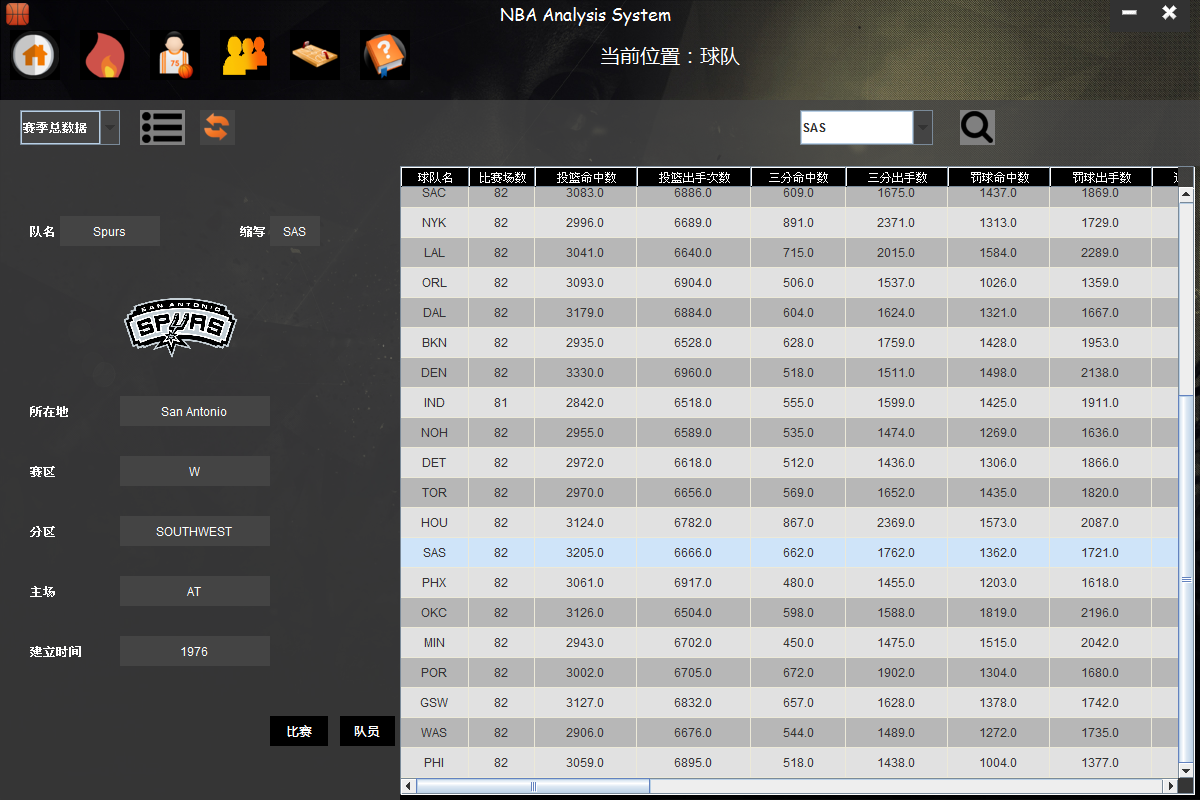 NBA Analysis System
当前位置：球队
赛季总数据
SAS
队名 Spurs 缩写 SAS
SAN ANTONIO
SPURS
所在地 San Antonio
赛区 W
分区 SOUTHWEST
主场 AT
建立时间 1976
比赛 队员
球队名 比赛场数 投篮命中数 投篮出手次数 三分命中数 三分出手数 罚球命中数 罚球出手数
SAC 82 3083.0 6886.0 609.0 1675.0 1437.0 1869.0
NYK 82 2996.0 6689.0 891.0 2371.0 1313.0 1729.0
LAL 82 3041.0 6640.0 715.0 2015.0 1584.0 2289.0
ORL 82 3093.0 6904.0 506.0 1537.0 1026.0 1359.0
DAL 82 3179.0 6884.0 604.0 1624.0 1321.0 1667.0
BKN 82 2935.0 6528.0 628.0 1759.0 1428.0 1953.0
DEN 82 3330.0 6960.0 518.0 1511.0 1498.0 2138.0
IND 81 2842.0 6518.0 555.0 1599.0 1425.0 1911.0
NOH 82 2955.0 6589.0 535.0 1474.0 1269.0 1636.0
DET 82 2972.0 6618.0 512.0 1436.0 1306.0 1866.0
TOR 82 2970.0 6656.0 569.0 1652.0 1435.0 1820.0
HOU 82 3124.0 6782.0 867.0 2369.0 1573.0 2087.0
SAS 82 3205.0 6666.0 662.0 1762.0 1362.0 1721.0
PHX 82 3061.0 6917.0 480.0 1455.0 1203.0 1618.0
OKC 82 3126.0 6504.0 598.0 1588.0 1819.0 2196.0
MIN 82 2943.0 6702.0 450.0 1475.0 1515.0 2042.0
POR 82 3002.0 6705.0 672.0 1902.0 1304.0 1680.0
GSW 82 3127.0 6832.0 657.0 1628.0 1378.0 1742.0
WAS 82 2906.0 6676.0 544.0 1489.0 1272.0 1735.0
PHI 82 3059.0 6895.0 518.0 1438.0 1004.0 1377.0